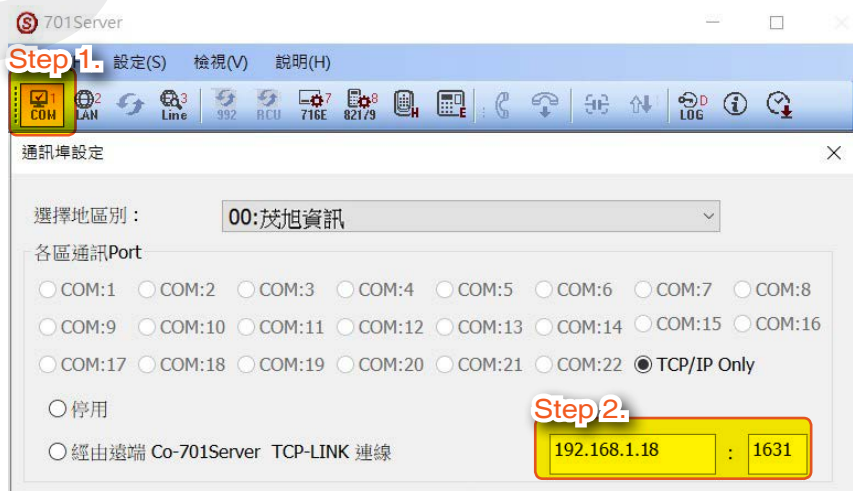 701Server
Step 1. 設定(S) 檢視(V) 說明(H)
1 COM 2 LAN 3 Line 992 RCU 7 716E 8 821/9 H E D LOG
通訊埠設定
選擇地區別： 00:茂旭資訊
各區通訊Port
COM:1 COM:2 COM:3 COM:4 COM:5 COM:6 COM:7 COM:8
COM:9 COM:10 COM:11 COM:12 COM:13 COM:14 COM:15 COM:16
COM:17 COM:18 COM:19 COM:20 COM:21 COM:22 TCP/IP Only
停用 Step 2.
經由遠端 Co-701Server TCP-LINK 連線 192.168.1.18 : 1631